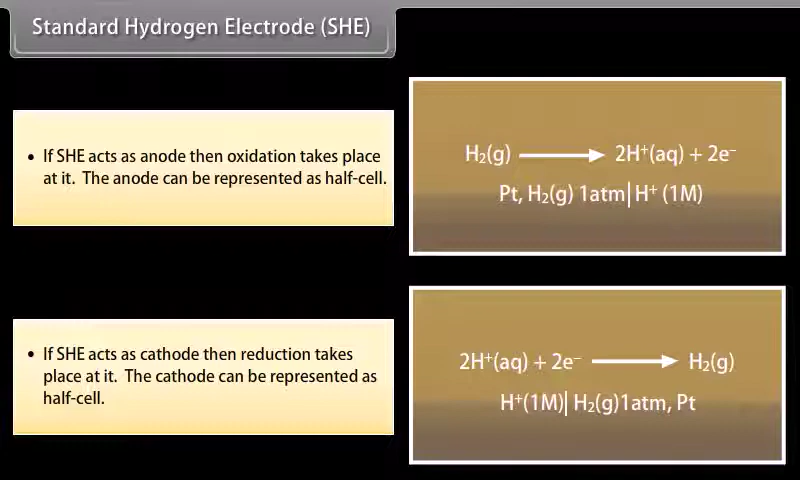 Standard Hydrogen Electrode (SHE)
• If SHE acts as anode then oxidation takes place
at it. The anode can be represented as half-cell.
H₂(g) ⟶ 2H⁺(aq) + 2e⁻
Pt, H₂(g) 1atm|H⁺ (1M)
• If SHE acts as cathode then reduction takes
place at it. The cathode can be represented as
half-cell.
2H⁺(aq) + 2e⁻ ⟶ H₂(g)
H⁺(1M)| H₂(g)1atm, Pt